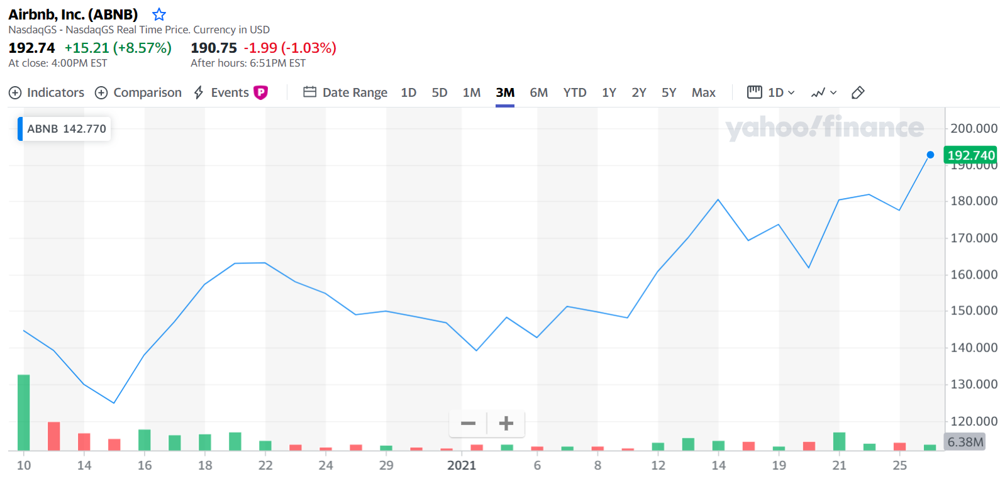 Airbnb, Inc. (ABNB)
NasdaqGS - NasdaqGS Real Time Price. Currency in USD
192.74 +15.21 (+8.57%) 190.75 -1.99 (-1.03%)
At close: 4:00PM EST After hours: 6:51PM EST
Indicators Comparison Events P Date Range 1D 5D 1M 3M 6M YTD 1Y 2Y 5Y Max 1D
ABNB 142.770
yahoo!finance
200.000
192.740
190.000
180.000
170.000
160.000
150.000
140.000
130.000
120.000
6.38M
10 14 16 18 22 24 29 2021 6 8 12 14 19 21 25